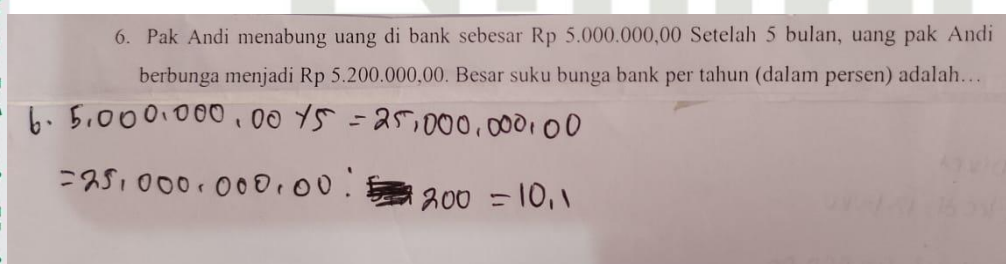 6. Pak Andi menabung uang di bank sebesar Rp 5.000.000,00 Setelah 5 bulan, uang pak Andi
berbunga menjadi Rp 5.200.000,00. Besar suku bunga bank per tahun (dalam persen) adalah…
6. 5,000.000,00 x5 = 25,000,000,00
=25,000.000,00: 200 = 10,1